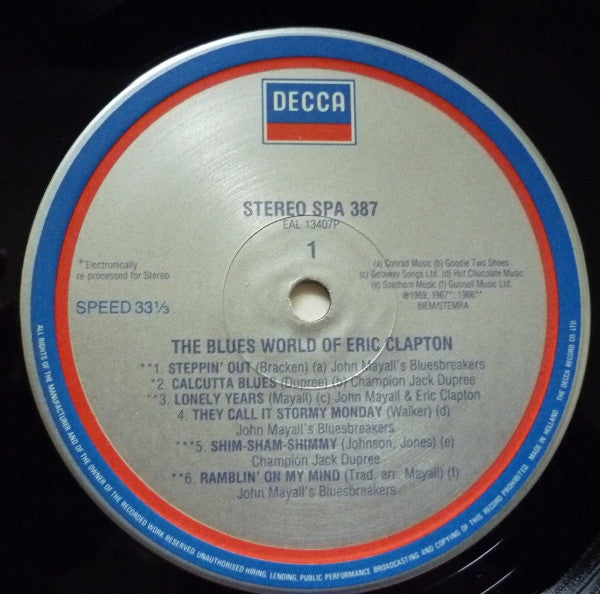 DECCA
STEREO SPA 387
EAL 13407P
1
+Electronically
re-processed for Stereo
SPEED 33⅓
(a) Conrad Music (b) Goodie Two Shoes
(c) Getaway Songs Ltd. (d) Hot Chocolate Music
(e) Southern Music (f) Gunnell Music Ltd.
℗1969; 1967*; 1966**
BIEM/STEMRA
THE BLUES WORLD OF ERIC CLAPTON
**1. STEPPIN' OUT (Bracken) (a) John Mayall's Bluesbreakers
*2. CALCUTTA BLUES (Dupree) (b) Champion Jack Dupree
**3. LONELY YEARS (Mayall) (c) John Mayall & Eric Clapton
4. THEY CALL IT STORMY MONDAY (Walker) (d)
John Mayall's Bluesbreakers
***5. SHIM-SHAM-SHIMMY (Johnson, Jones) (e)
Champion Jack Dupree
**6. RAMBLIN' ON MY MIND (Trad. arr. Mayall) (f)
John Mayall's Bluesbreakers
ALL RIGHTS OF THE MANUFACTURER AND OF THE OWNER OF THE RECORDED WORK RESERVED UNAUTHORISED HIRING, LENDING, PUBLIC PERFORMANCE BROADCASTING AND COPYING OF THIS RECORD PROHIBITED MADE IN HOLLAND THE DECCA RECORD CO. LTD